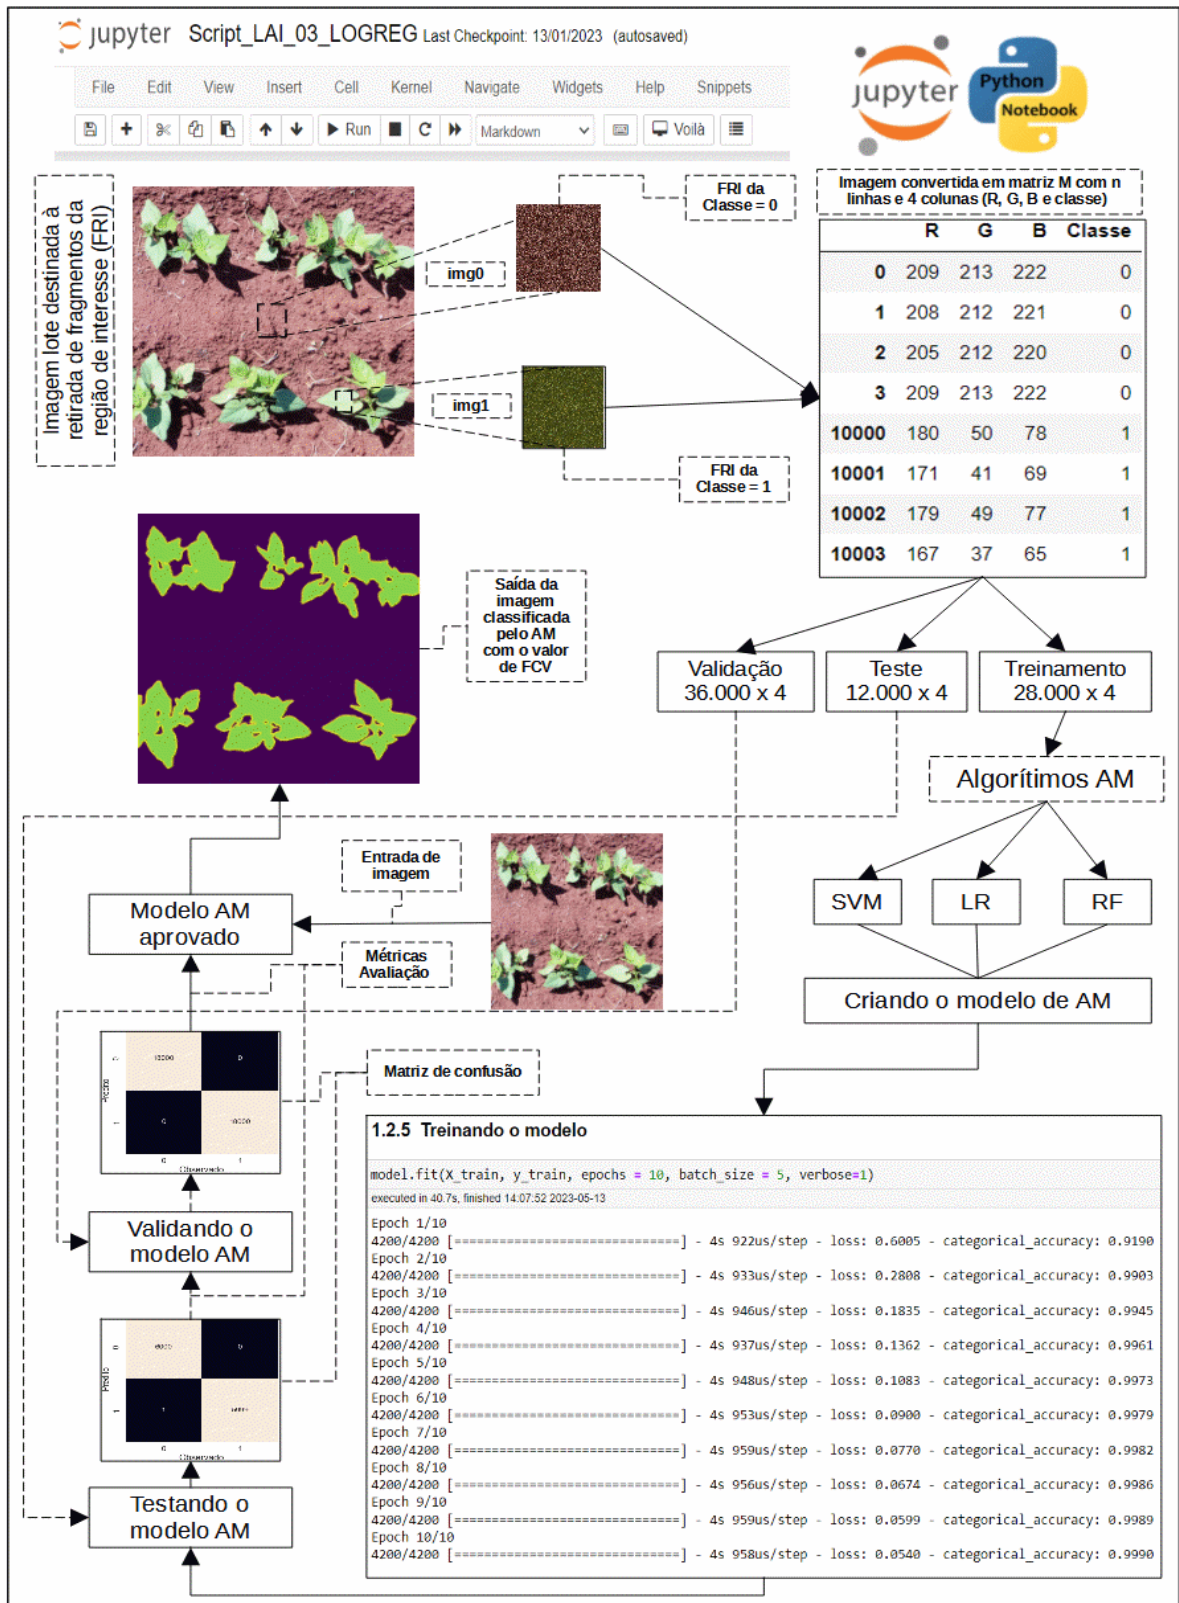 jupyter Script_LAI_03_LOGREG Last Checkpoint: 13/01/2023 (autosaved)
File Edit View Insert Cell Kernel Navigate Widgets Help Snippets
Run Markdown Voilà
jupyter
Python
Notebook
Imagem lote destinada à
retirada de fragmentos da
região de interesse (FRI)
img0
FRI da
Classe = 0
img1
FRI da
Classe = 1
Imagem convertida em matriz M com n
linhas e 4 colunas (R, G, B e classe)
R G B Classe
0 209 213 222 0
1 208 212 221 0
2 205 212 220 0
3 209 213 222 0
10000 180 50 78 1
10001 171 41 69 1
10002 179 49 77 1
10003 167 37 65 1
Saída da
imagem
classificada
pelo AM
com o valor
de FCV
Validação
36.000 x 4
Teste
12.000 x 4
Treinamento
28.000 x 4
Algorítimos AM
SVM
LR
RF
Criando o modelo de AM
Entrada de
imagem
Modelo AM
aprovado
Métricas
Avaliação
Matriz de confusão
0
0
1
0
1
Observado
Validando o
modelo AM
0
1
0
1
Observado
Testando o
modelo AM
1.2.5 Treinando o modelo
model.fit(X_train, y_train, epochs = 10, batch_size = 5, verbose=1)
executed in 40.7s, finished 14:07:52 2023-05-13
Epoch 1/10
4200/4200 [==============================] - 4s 922us/step - loss: 0.6005 - categorical_accuracy: 0.9190
Epoch 2/10
4200/4200 [==============================] - 4s 933us/step - loss: 0.2808 - categorical_accuracy: 0.9903
Epoch 3/10
4200/4200 [==============================] - 4s 946us/step - loss: 0.1835 - categorical_accuracy: 0.9945
Epoch 4/10
4200/4200 [==============================] - 4s 937us/step - loss: 0.1362 - categorical_accuracy: 0.9961
Epoch 5/10
4200/4200 [==============================] - 4s 948us/step - loss: 0.1083 - categorical_accuracy: 0.9973
Epoch 6/10
4200/4200 [==============================] - 4s 953us/step - loss: 0.0900 - categorical_accuracy: 0.9979
Epoch 7/10
4200/4200 [==============================] - 4s 959us/step - loss: 0.0770 - categorical_accuracy: 0.9982
Epoch 8/10
4200/4200 [==============================] - 4s 956us/step - loss: 0.0674 - categorical_accuracy: 0.9986
Epoch 9/10
4200/4200 [==============================] - 4s 959us/step - loss: 0.0599 - categorical_accuracy: 0.9989
Epoch 10/10
4200/4200 [==============================] - 4s 958us/step - loss: 0.0540 - categorical_accuracy: 0.9990